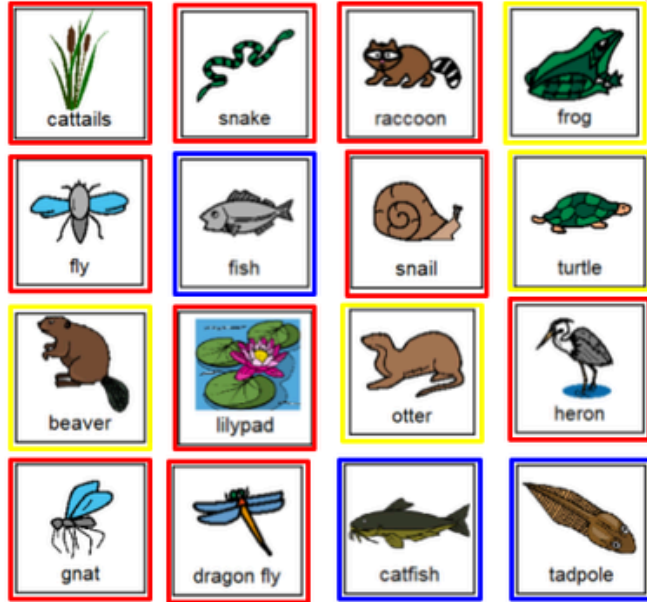 cattails
snake
raccoon
frog
fly
fish
snail
turtle
beaver
lilypad
otter
heron
gnat
dragon fly
catfish
tadpole